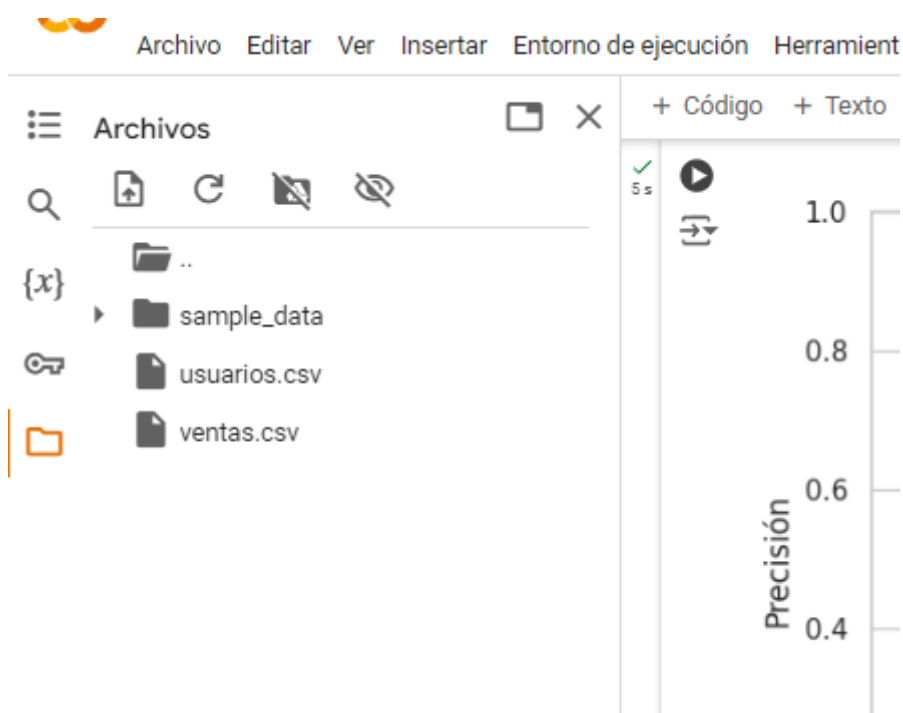 Archivo Editar Ver Insertar Entorno de ejecución Herramient
Archivos
+ Código + Texto
{x}
..
sample_data
usuarios.csv
ventas.csv
5 s
1.0
0.8
0.6
0.4
Precisión